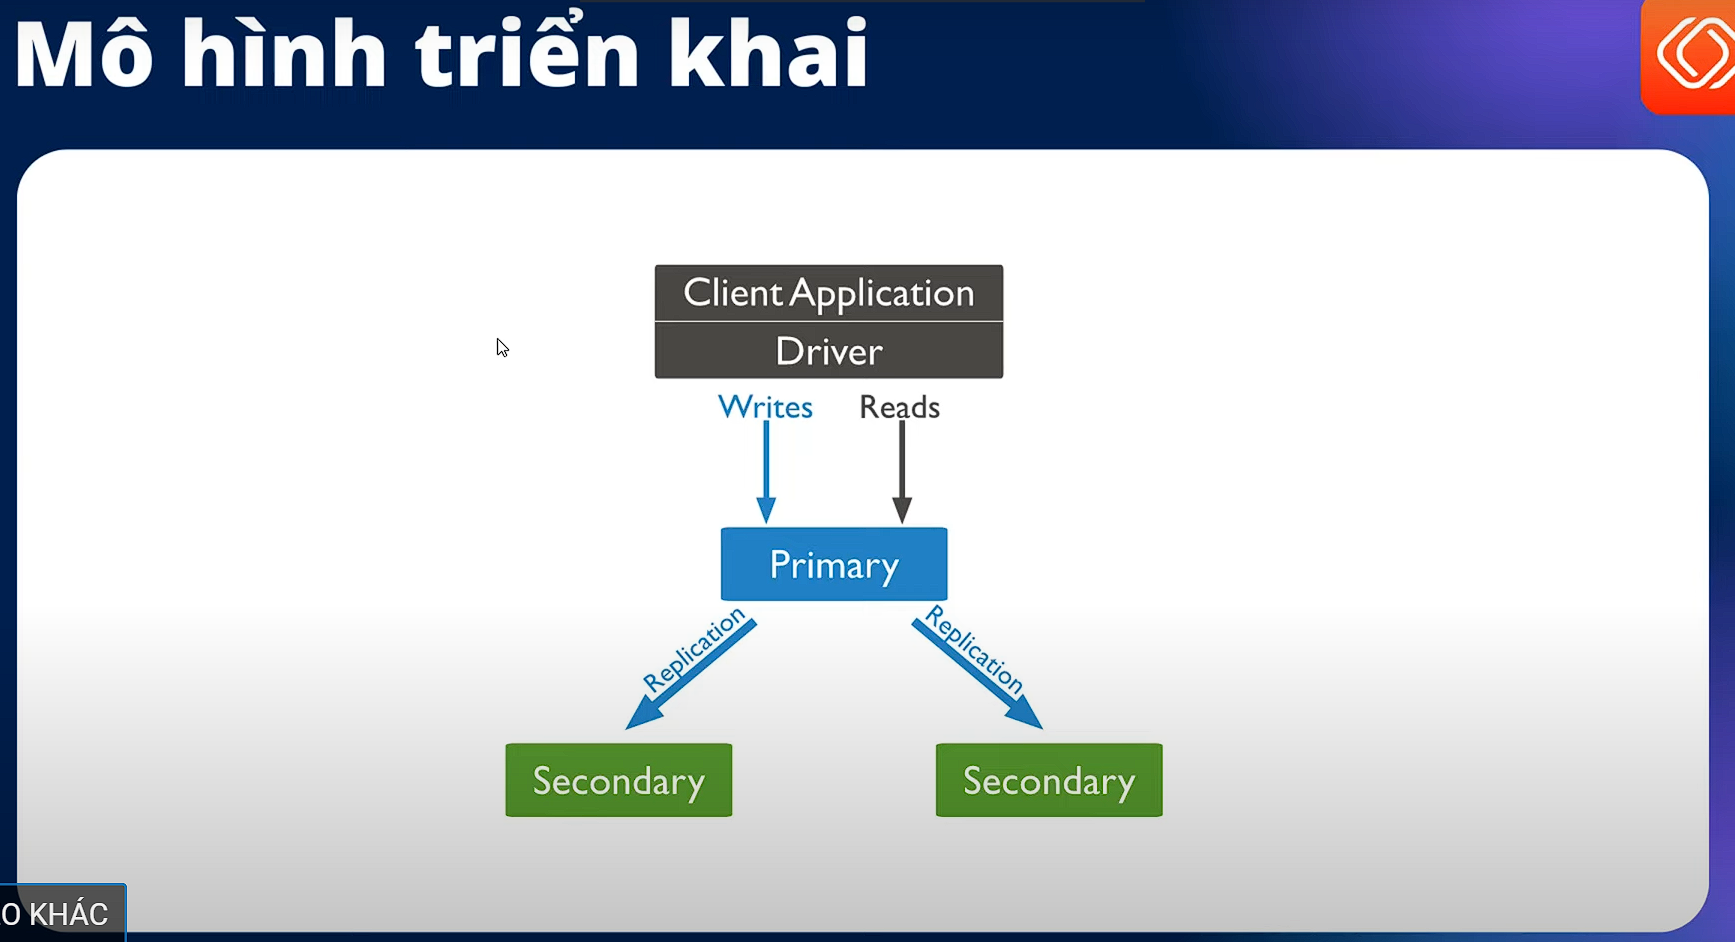 Mô hình triển khai
Client Application
Driver
Writes Reads
Primary
Replication Replication
Secondary Secondary
O KHÁC